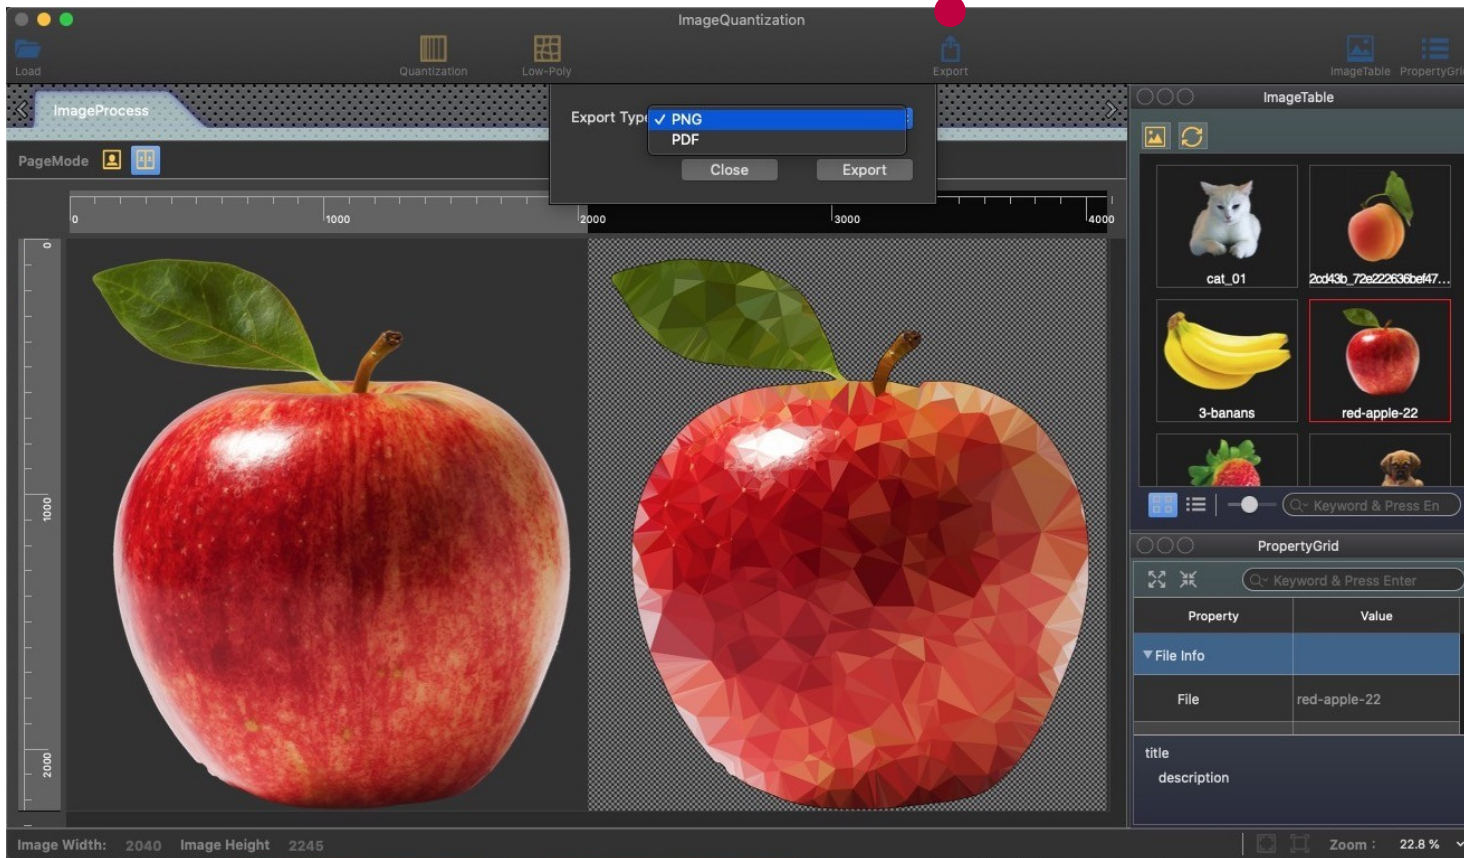 ImageQuantization
Load
Quantization
Low-Poly
Export
ImageTable
PropertyGri
ImageProcess
Export Type
✓ PNG
PDF
Close
Export
PageMode
0
1000
2000
3000
4000
0
1000
2000
ImageTable
cat_01
2cd43b_72e222636bef47...
3-banans
red-apple-22
Keyword & Press En
PropertyGrid
Keyword & Press Enter
Property Value
File Info
File red-apple-22
title
description
Image Width: 2040 Image Height 2245
Zoom : 22.8 %